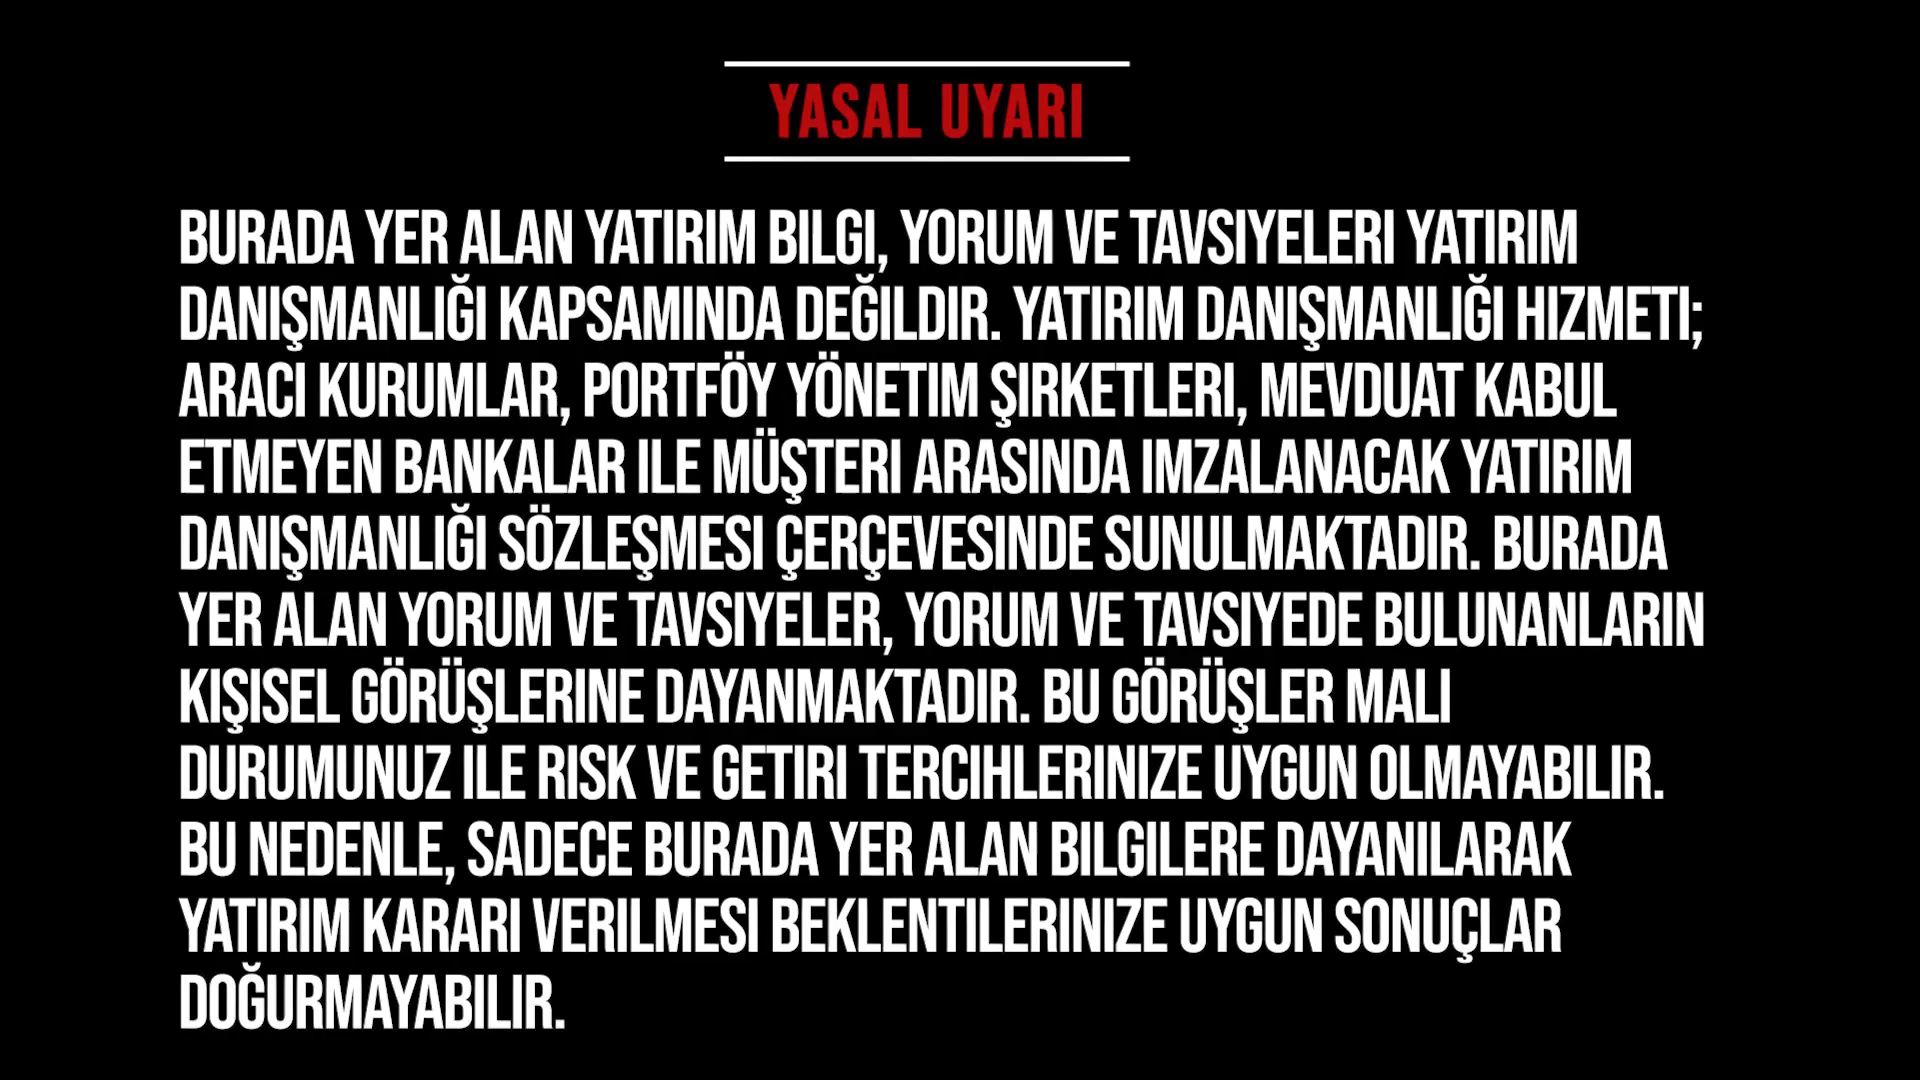 YASAL UYARI
BURADA YER ALAN YATIRIM BILGI, YORUM VE TAVSIYELERI YATIRIM
DANIŞMANLIĞI KAPSAMINDA DEĞILDIR. YATIRIM DANIŞMANLIĞI HIZMETI;
ARACI KURUMLAR, PORTFÖY YÖNETIM ŞIRKETLERI, MEVDUAT KABUL
ETMEYEN BANKALAR ILE MÜŞTERI ARASINDA IMZALANACAK YATIRIM
DANIŞMANLIĞI SÖZLEŞMESI ÇERÇEVESINDE SUNULMAKTADIR. BURADA
YER ALAN YORUM VE TAVSIYELER, YORUM VE TAVSIYEDE BULUNANLARIN
KIŞISEL GÖRÜŞLERINE DAYANMAKTADIR. BU GÖRÜŞLER MALI
DURUMUNUZ ILE RISK VE GETIRI TERCIHLERINIZE UYGUN OLMAYABILIR.
BU NEDENLE, SADECE BURADA YER ALAN BILGILERE DAYANILARAK
YATIRIM KARARI VERILMESI BEKLENTILERINIZE UYGUN SONUÇLAR
DOĞURMAYABILIR.